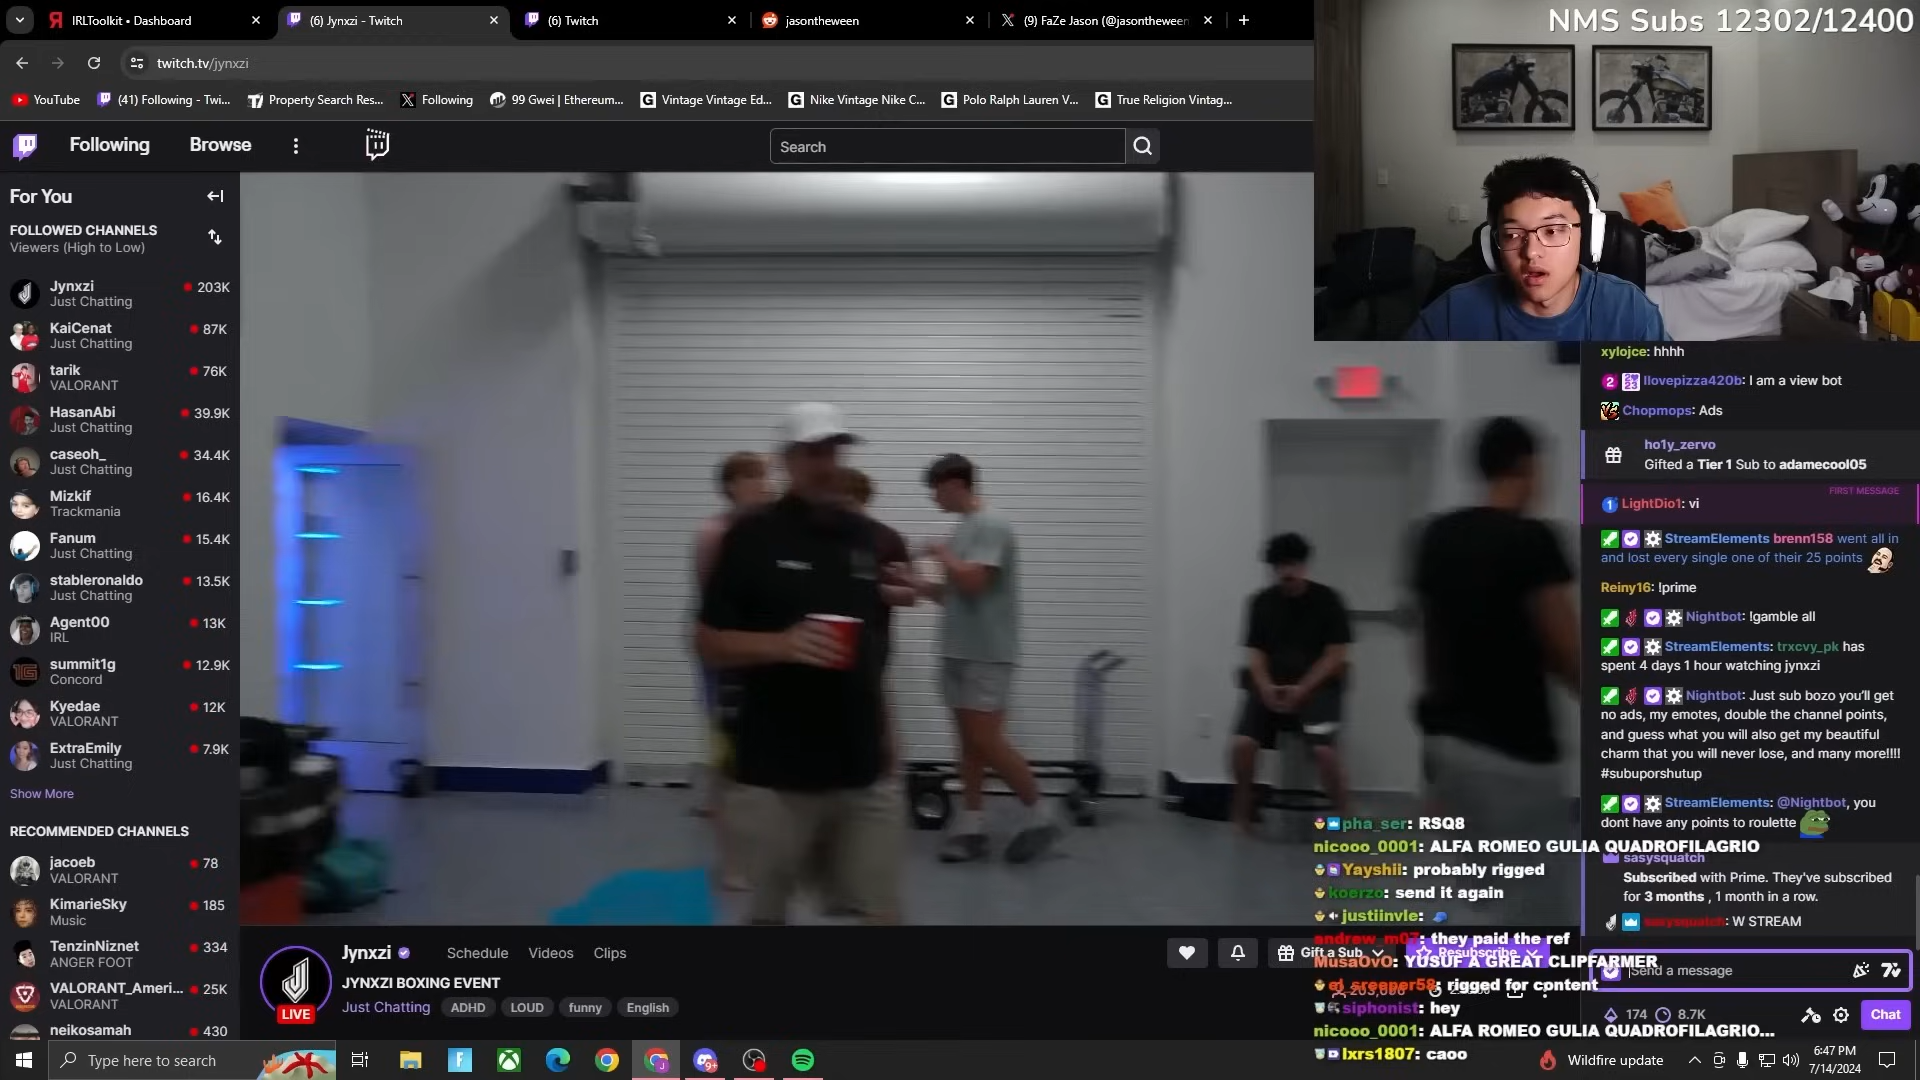 IRLToolkit • Dashboard
(6) Jynxzi - Twitch
(6) Twitch
jasontheween
(9) FaZe Jason (@jasontheween
NMS Subs 12302/12400
twitch.tv/jynxzi
YouTube
(41) Following - Twi...
Property Search Res...
Following
99 Gwei | Ethereum...
Vintage Vintage Ed...
Nike Vintage Nike C...
Polo Ralph Lauren V...
True Religion Vintag...
Following
Browse
Search
For You
FOLLOWED CHANNELS
Viewers (High to Low)
Jynxzi 203K
Just Chatting
KaiCenat 87K
Just Chatting
tarik 76K
VALORANT
HasanAbi 39.9K
Just Chatting
caseoh_ 34.4K
Just Chatting
Mizkif 16.4K
Trackmania
Fanum 15.4K
Just Chatting
stableronaldo 13.5K
Just Chatting
Agent00 13K
IRL
summit1g 12.9K
Concord
Kyedae 12K
VALORANT
ExtraEmily 7.9K
Just Chatting
Show More
RECOMMENDED CHANNELS
jacoeb 78
VALORANT
KimarieSky 185
Music
TenzinNiznet 334
ANGER FOOT
VALORANT_Ameri... 25K
VALORANT
neikosamah 430
xylojce: hhhh
Ilovepizza420b: I am a view bot
Chopmops: Ads
ho1y_zervo
Gifted a Tier 1 Sub to adamecool05
FIRST MESSAGE
LightDio1: vi
StreamElements brenn158 went all in
and lost every single one of their 25 points
Reiny16: !prime
Nightbot: !gamble all
StreamElements: trxcvy_pk has
spent 4 days 1 hour watching jynxzi
Nightbot: Just sub bozo you'll get
no ads, my emotes, double the channel points,
and guess what you will also get my beautiful
charm that you will never lose, and many more!!!!
#subuporshutup
StreamElements: @Nightbot, you
dont have any points to roulette
sasysquatch
Subscribed with Prime. They've subscribed
for 3 months , 1 month in a row.
sasysquatch: W STREAM
Send a message
174
8.7K
Chat
pha_ser: RSQ8
nicooo_0001: ALFA ROMEO GULIA QUADROFILAGRIO
Yayshii: probably rigged
koerzo: send it again
justiinvle:
andrew_m07: they paid the ref
MusaOvO: YUSUF A GREAT CLIPFARMER
: rigged for content
siphonist: hey
nicooo_0001: ALFA ROMEO GULIA QUADROFILAGRIO...
lxrs1807: caoo
Jynxzi
Schedule
Videos
Clips
Gift a Sub
Resubscribe
JYNXZI BOXING EVENT
Just Chatting
ADHD
LOUD
funny
English
LIVE
Type here to search
9+
Wildfire update
6:47 PM
7/14/2024